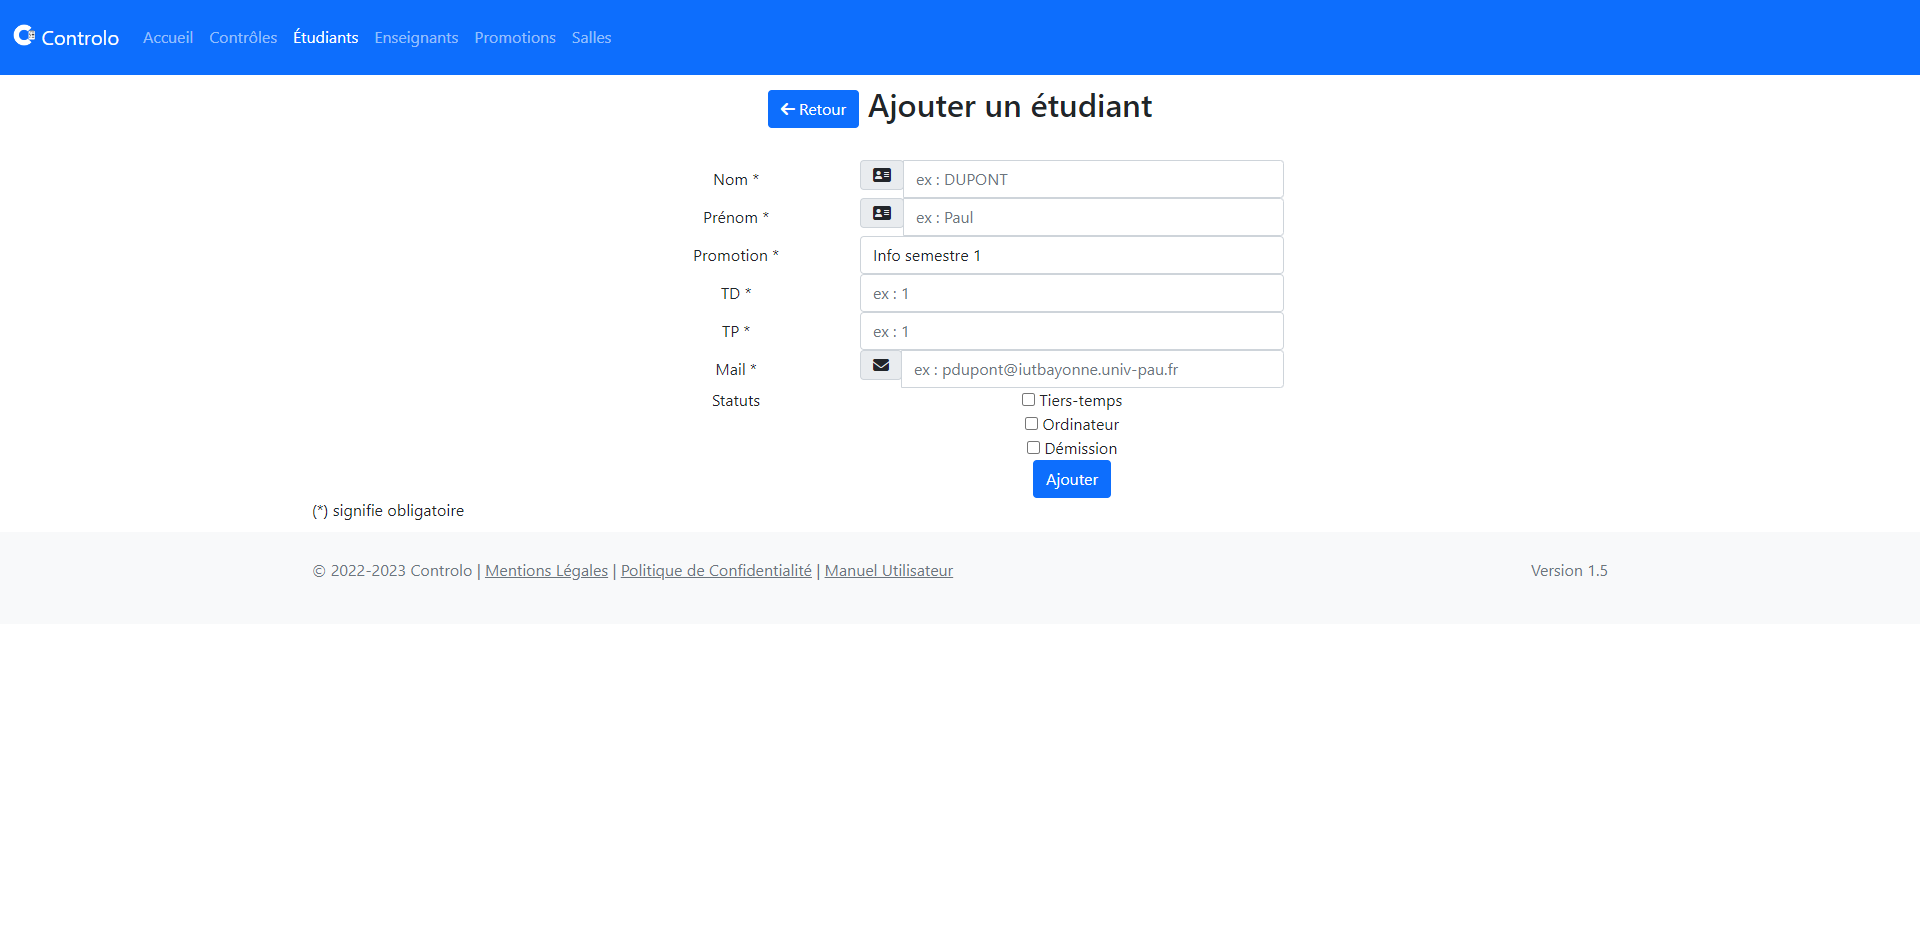 Controlo Accueil Contrôles Étudiants Enseignants Promotions Salles
Retour Ajouter un étudiant
Nom * ex : DUPONT
Prénom * ex : Paul
Promotion * Info semestre 1
TD * ex : 1
TP * ex : 1
Mail * ex : pdupont@iutbayonne.univ-pau.fr
Statuts Tiers-temps
Ordinateur
Démission
Ajouter
(*) signifie obligatoire
© 2022-2023 Controlo | Mentions Légales | Politique de Confidentialité | Manuel Utilisateur Version 1.5